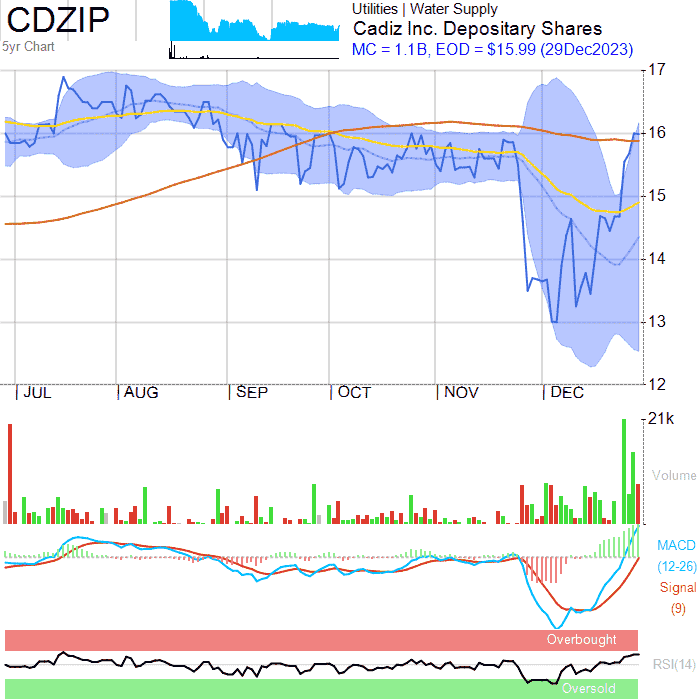 CDZIP
5yr Chart
Utilities | Water Supply
Cadiz Inc. Depositary Shares
MC = 1.1B, EOD = $15.99 (29Dec2023)
17
16
15
14
13
12
JUL AUG SEP OCT NOV DEC
21k
Volume
MACD
(12-26)
Signal
(9)
Overbought
RSI(14)
Oversold